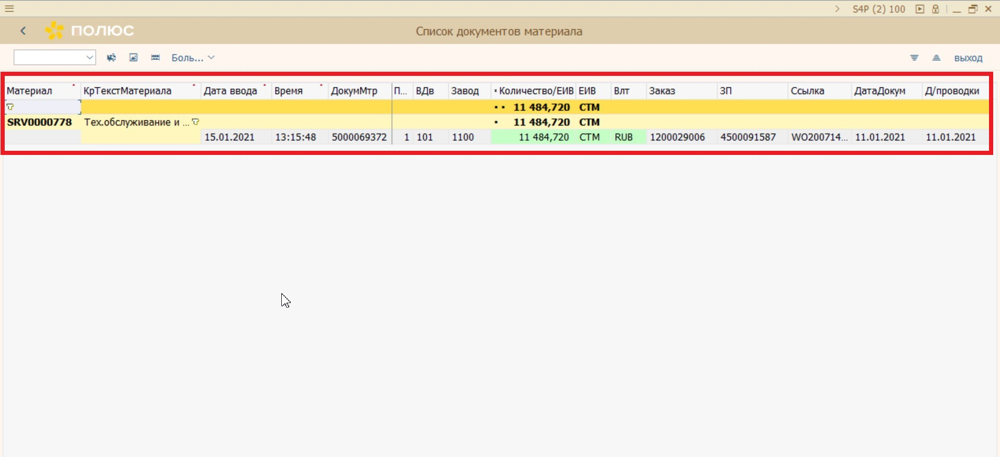 S4P (2) 100
ПОЛЮС
Список документов материала
Боль...
выход
Материал КрТекстМатериала Дата ввода Время ДокумМтр П... ВДв Завод Количество/ЕИВ ЕИВ Влт Заказ ЗП Ссылка ДатаДокум Д/проводки
11 484,720 СТМ
SRV0000778 Тех.обслуживание и ... 11 484,720 СТМ
15.01.2021 13:15:48 5000069372 1 101 1100 11 484,720 СТМ RUB 1200029006 4500091587 WO200714... 11.01.2021 11.01.2021